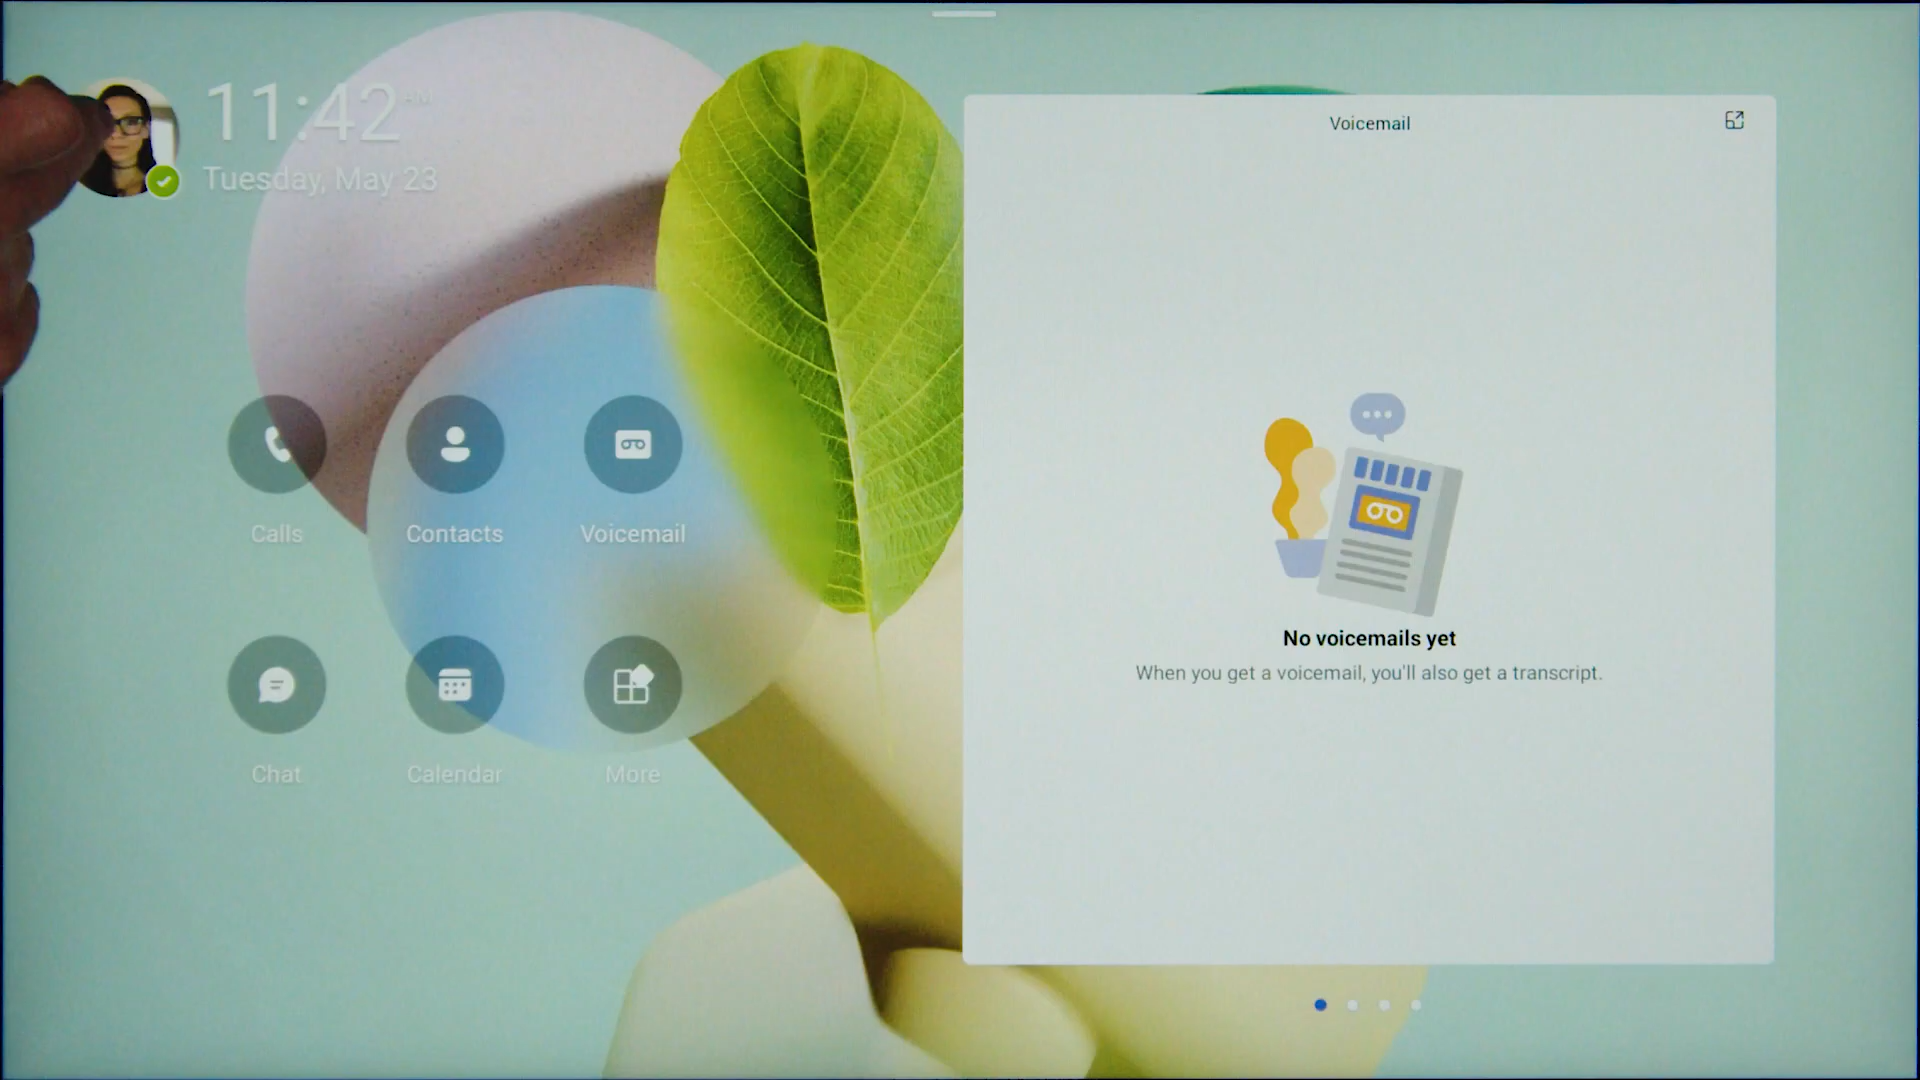 11:42 AM
Tuesday, May 23
Calls
Contacts
Voicemail
Chat
Calendar
More
Voicemail
No voicemails yet
When you get a voicemail, you'll also get a transcript.